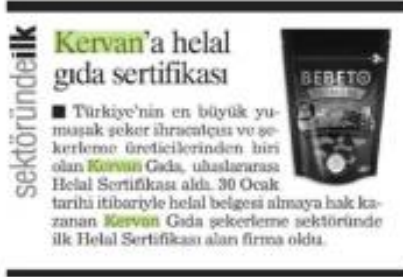 sektöründe ilk
Kervan'a helal
gıda sertifikası
■ Türkiye'nin en büyük yu-
muşak şeker ihracatçısı ve şe-
kerleme üreticilerinden biri
olan Kervan Gıda, uluslararası
Helal Sertifikası aldı. 30 Ocak
tarihi itibariyle helal belgesi almaya hak ka-
zanan Kervan Gıda şekerleme sektöründe
ilk Helal Sertifikası alan firma oldu.
BEBETO